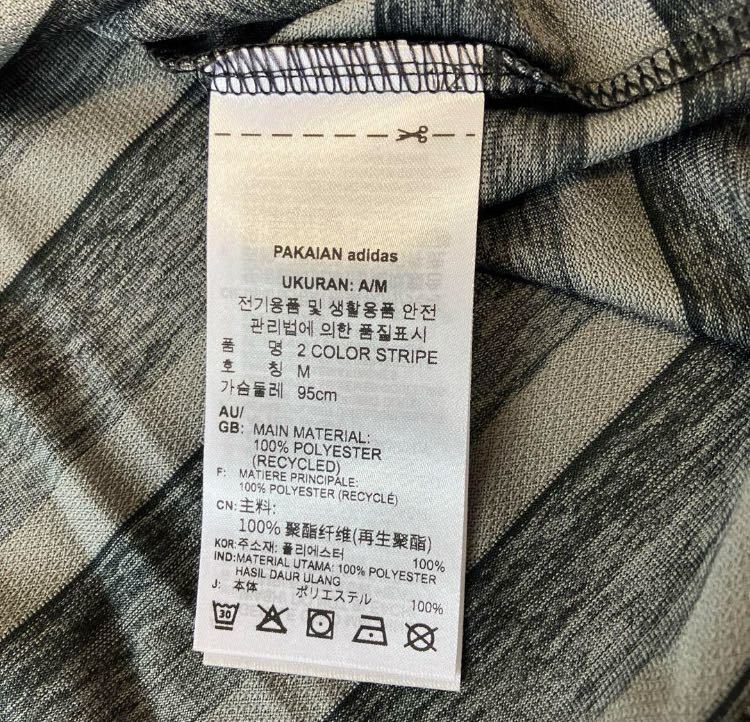 PAKAIAN adidas
UKURAN: A/M
전기용품 및 생활용품 안전
관리법에 의한 품질표시
품 명 2 COLOR STRIPE
호 칭 M
가슴둘레 95cm
AU/
GB: MAIN MATERIAL:
100% POLYESTER
(RECYCLED)
F: MATIERE PRINCIPALE:
100% POLYESTER (RECYCLÉ)
CN: 主料:
100% 聚酯纤维(再生聚酯)
KOR: 주소재: 폴리에스터 100%
IND: MATERIAL UTAMA: 100% POLYESTER
HASIL DAUR ULANG
J: 本体 ポリエステル 100%
30